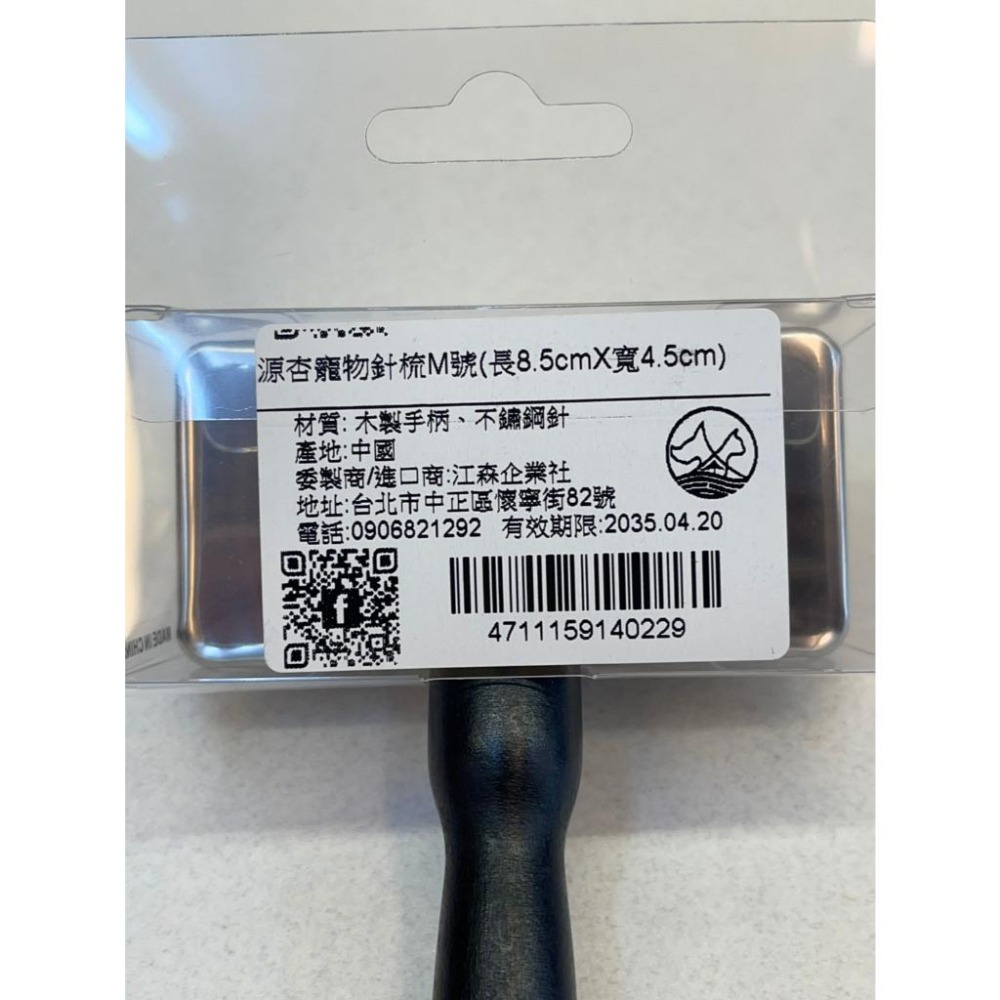 源杏寵物針梳M號(長8.5cmX寬4.5cm)
材質: 木製手柄、不鏽鋼針
產地:中國
委製商/進口商:江森企業社
地址:台北市中正區懷寧街82號
電話:0906821292 有效期限:2035.04.20
f
4711159140229
MADE IN CHIN